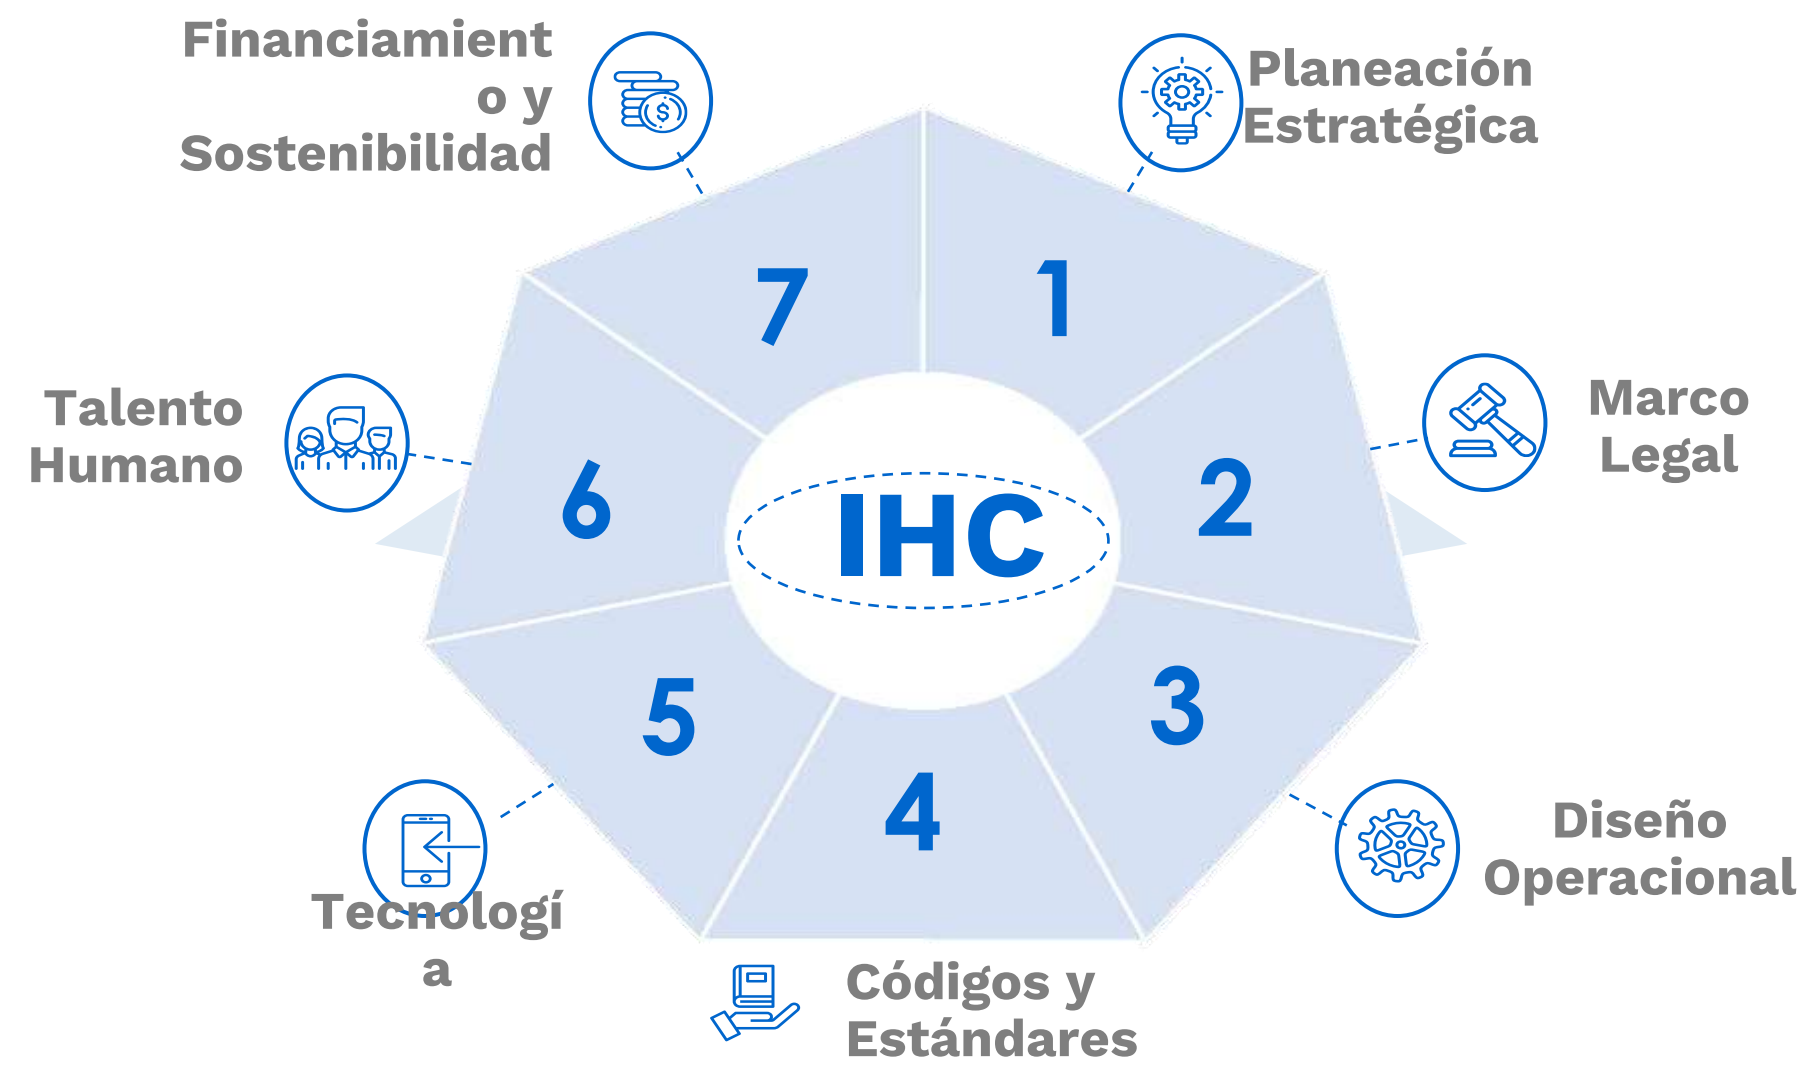 Financiamient
o y
Sostenibilidad
Planeación
Estratégica
7
1
Talento
Humano
Marco
Legal
6
IHC
2
5
3
4
Diseño
Operacional
Tecnologí
a
Códigos y
Estándares
$